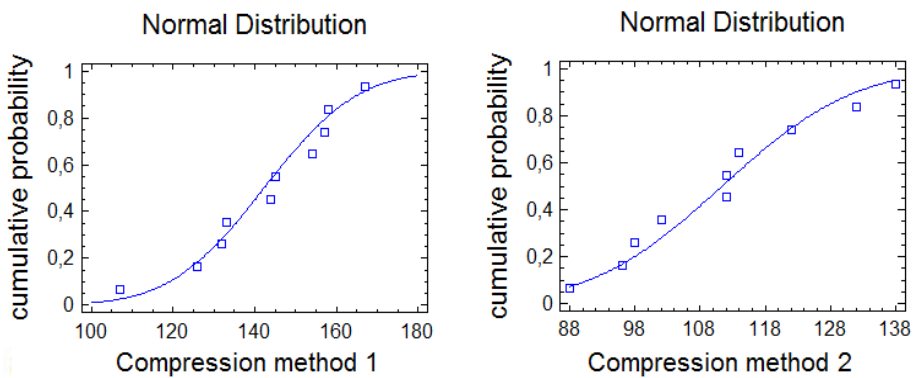 Normal Distribution
cumulative probability
1
0,8
0,6
0,4
0,2
0
100 120 140 160 180
Compression method 1
Normal Distribution
cumulative probability
1
0,8
0,6
0,4
0,2
0
88 98 108 118 128 138
Compression method 2